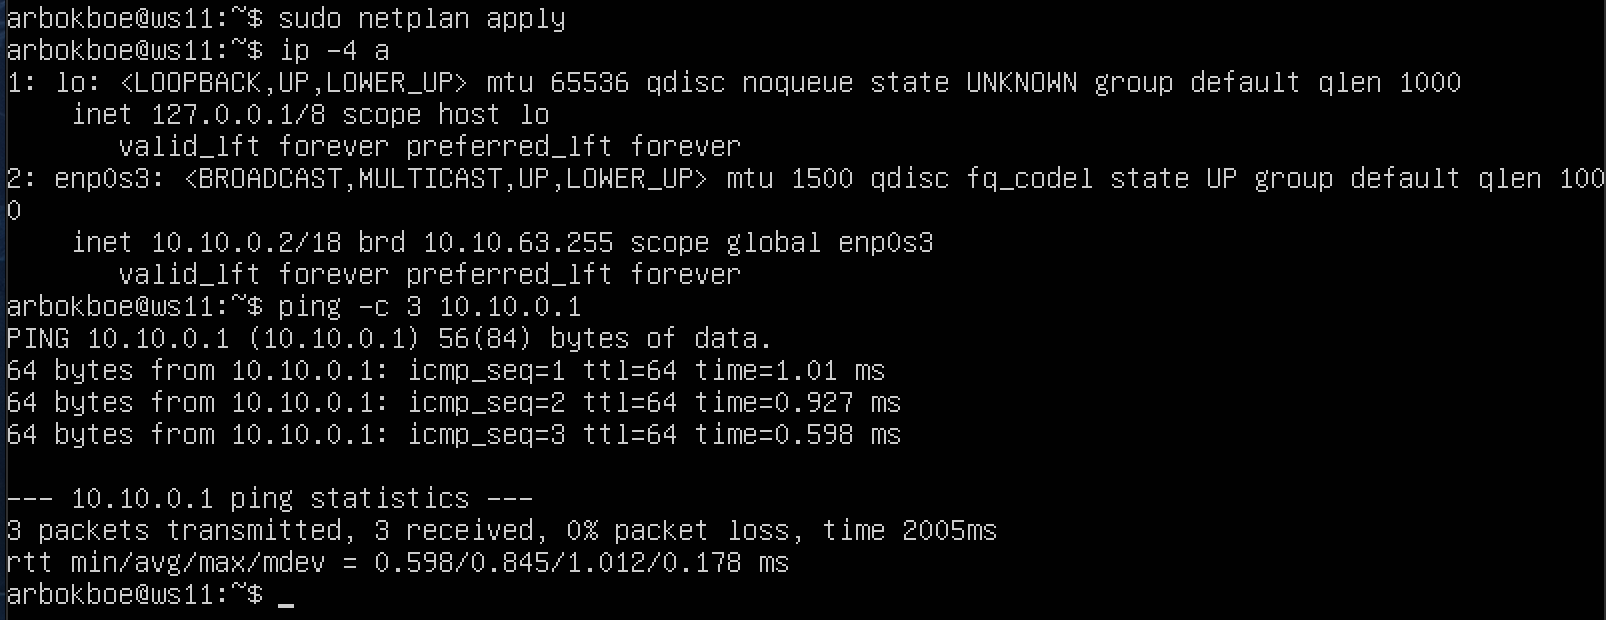 arbokboe@ws11:~$ sudo netplan apply
arbokboe@ws11:~$ ip -4 a
1: lo: <LOOPBACK,UP,LOWER_UP> mtu 65536 qdisc noqueue state UNKNOWN group default qlen 1000
    inet 127.0.0.1/8 scope host lo
       valid_lft forever preferred_lft forever
2: enp0s3: <BROADCAST,MULTICAST,UP,LOWER_UP> mtu 1500 qdisc fq_codel state UP group default qlen 100
0
    inet 10.10.0.2/18 brd 10.10.63.255 scope global enp0s3
       valid_lft forever preferred_lft forever
arbokboe@ws11:~$ ping -c 3 10.10.0.1
PING 10.10.0.1 (10.10.0.1) 56(84) bytes of data.
64 bytes from 10.10.0.1: icmp_seq=1 ttl=64 time=1.01 ms
64 bytes from 10.10.0.1: icmp_seq=2 ttl=64 time=0.927 ms
64 bytes from 10.10.0.1: icmp_seq=3 ttl=64 time=0.598 ms

--- 10.10.0.1 ping statistics ---
3 packets transmitted, 3 received, 0% packet loss, time 2005ms
rtt min/avg/max/mdev = 0.598/0.845/1.012/0.178 ms
arbokboe@ws11:~$ _